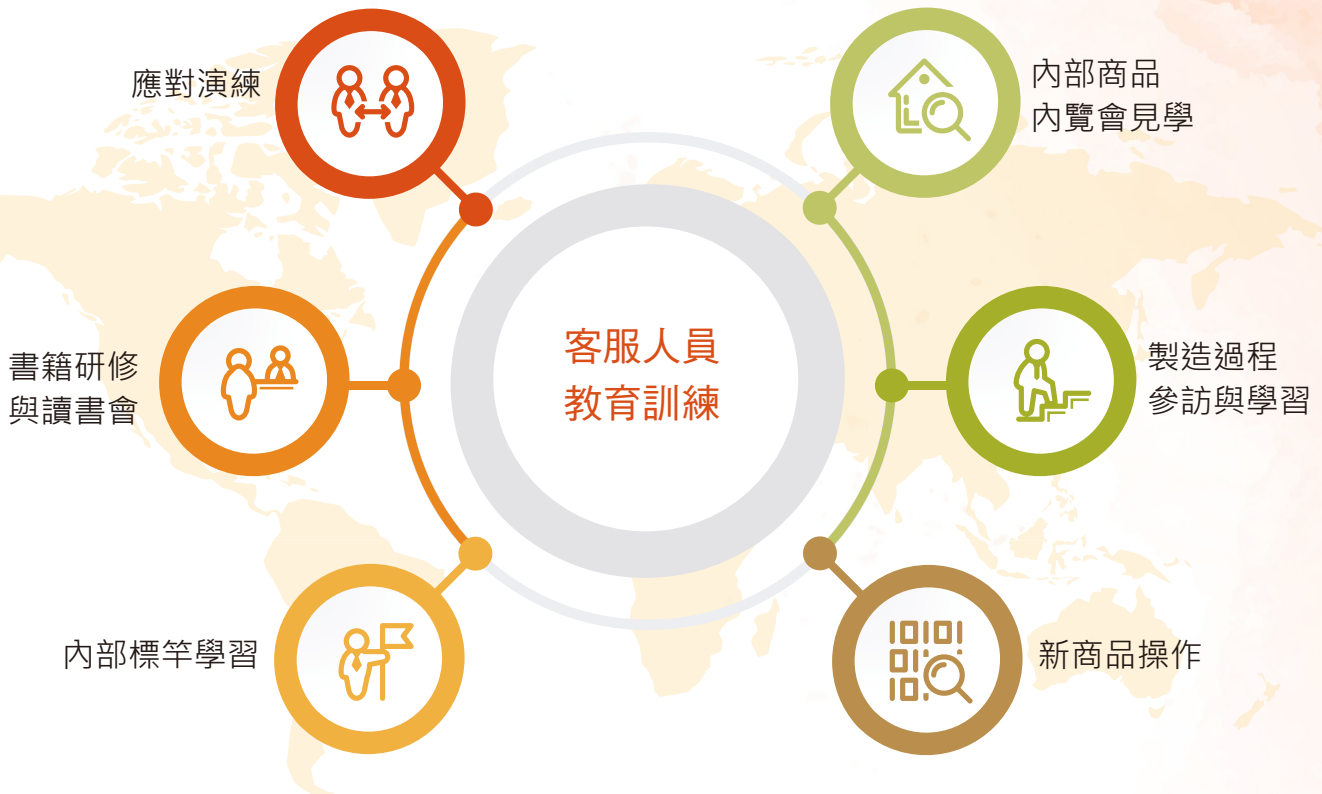 應對演練
內部商品
內覽會見學
書籍研修
與讀書會
客服人員
教育訓練
製造過程
參訪與學習
內部標竿學習
新商品操作